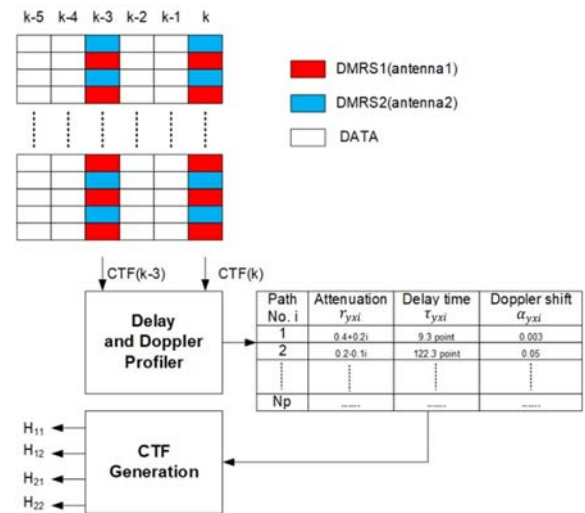 k-5 k-4 k-3 k-2 k-1 k
DMRS1(antenna1)
DMRS2(antenna2)
DATA
CTF(k-3) CTF(k)
Delay
and Doppler
Profiler
Path Attenuation Delay time Doppler shift
No. i r_yxi τ_yxi α_yxi
1 0.4+0.2i 9.3 point 0.003
2 0.2-0.1i 122.3 point 0.05
Np ...... ...... ......
CTF
Generation
H₁₁
H₁₂
H₂₁
H₂₂